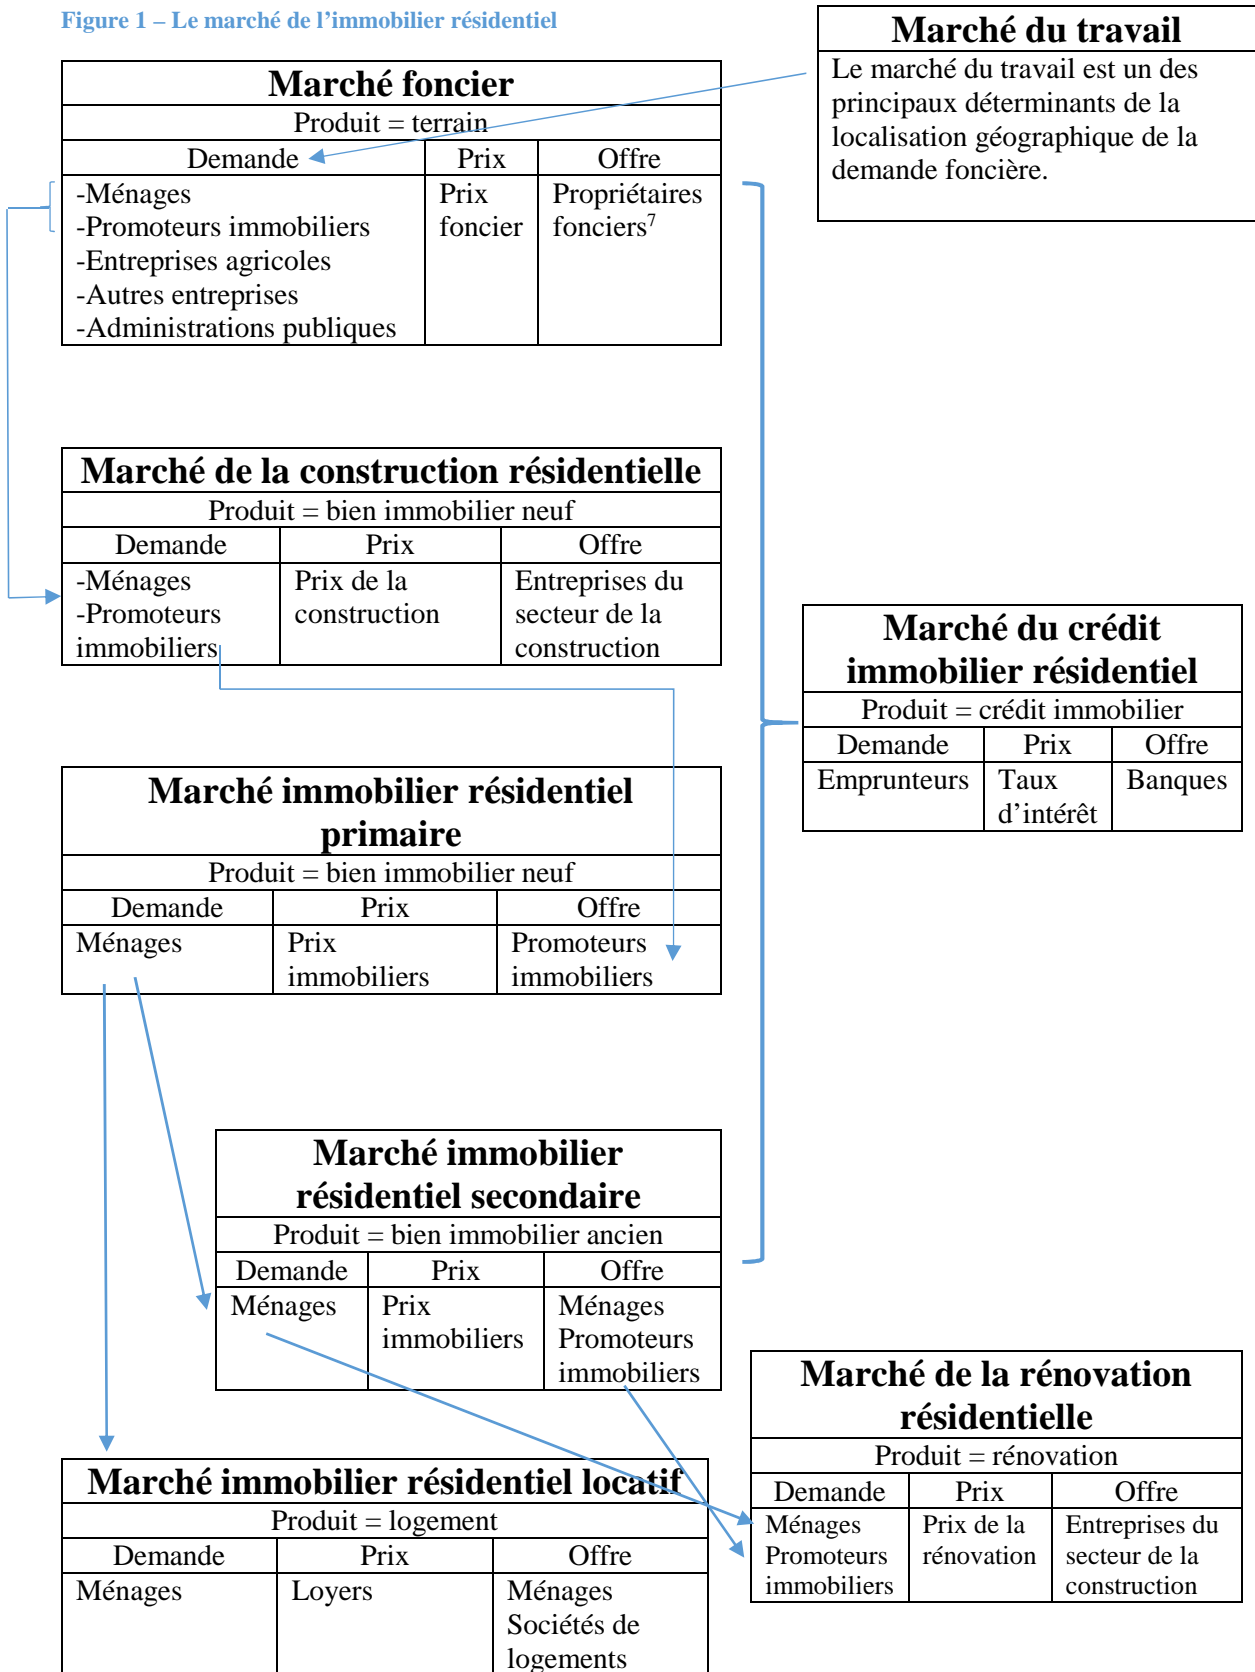 Figure 1 – Le marché de l’immobilier résidentiel
Marché du travail
Le marché du travail est un des
principaux déterminants de la
localisation géographique de la
demande foncière.
Marché foncier
Produit = terrain
Demande
Prix
Offre
-Ménages
-Promoteurs immobiliers
-Entreprises agricoles
-Autres entreprises
-Administrations publiques
Prix
foncier
Propriétaires
fonciers7
Marché de la construction résidentielle
Produit = bien immobilier neuf
Demande
Prix
Offre
-Ménages
-Promoteurs
immobiliers
Prix de la
construction
Entreprises du
secteur de la
construction
Marché du crédit
immobilier résidentiel
Produit = crédit immobilier
Demande
Prix
Offre
Emprunteurs
Taux
d’intérêt
Banques
Marché immobilier résidentiel
primaire
Produit = bien immobilier neuf
Demande
Prix
Offre
Ménages
Prix
immobiliers
Promoteurs
immobiliers
Marché immobilier
résidentiel secondaire
Produit = bien immobilier ancien
Demande
Prix
Offre
Ménages
Prix
immobiliers
Ménages
Promoteurs
immobiliers
Marché de la rénovation
résidentielle
Produit = rénovation
Demande
Prix
Offre
Ménages
Promoteurs
immobiliers
Prix de la
rénovation
Entreprises du
secteur de la
construction
Marché immobilier résidentiel locatif
Produit = logement
Demande
Prix
Offre
Ménages
Loyers
Ménages
Sociétés de
logements